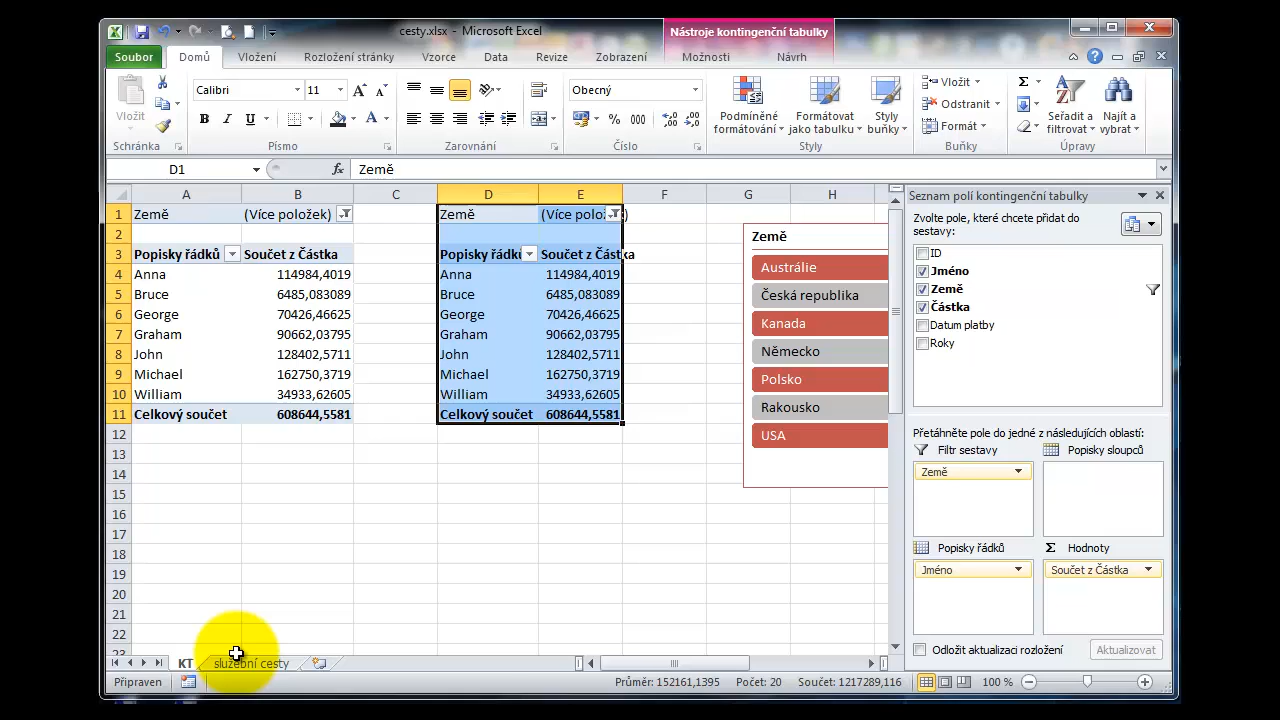 cesty.xlsx - Microsoft Excel
Nástroje kontingenční tabulky
Soubor Domů Vložení Rozložení stránky Vzorce Data Revize Zobrazení Možnosti Návrh
Vložit
Schránka
Calibri 11
B I U
Písmo
Zarovnání
Obecný
% 000
Číslo
Podmíněné formátování
Formátovat jako tabulku
Styly buňky
Styly
Vložit
Odstranit
Formát
Buňky
Σ
Seřadit a filtrovat
Najít a vybrat
Úpravy
D1 fx Země
A B C D E F G H
1 Země (Více položek) Země (Více polož )
2
3 Popisky řádků Součet z Částka Popisky řádk Součet z Částka
4 Anna 114984,4019 Anna 114984,4019
5 Bruce 6485,083089 Bruce 6485,083089
6 George 70426,46625 George 70426,46625
7 Graham 90662,03795 Graham 90662,03795
8 John 128402,5711 John 128402,5711
9 Michael 162750,3719 Michael 162750,3719
10 William 34933,62605 William 34933,62605
11 Celkový součet 608644,5581 Celkový součet 608644,5581
12
13
14
15
16
17
18
19
20
21
22
23
Země
Austrálie
Česká republika
Kanada
Německo
Polsko
Rakousko
USA
Seznam polí kontingenční tabulky
Zvolte pole, které chcete přidat do
sestavy:
ID
Jméno
Země
Částka
Datum platby
Roky
Přetáhněte pole do jedné z následujících oblastí:
Filtr sestavy Popisky sloupců
Země
Popisky řádků Σ Hodnoty
Jméno Součet z Částka
Odložit aktualizaci rozložení Aktualizovat
KT služební cesty
Připraven Průměr: 152161,1395 Počet: 20 Součet: 1217289,116 100 %